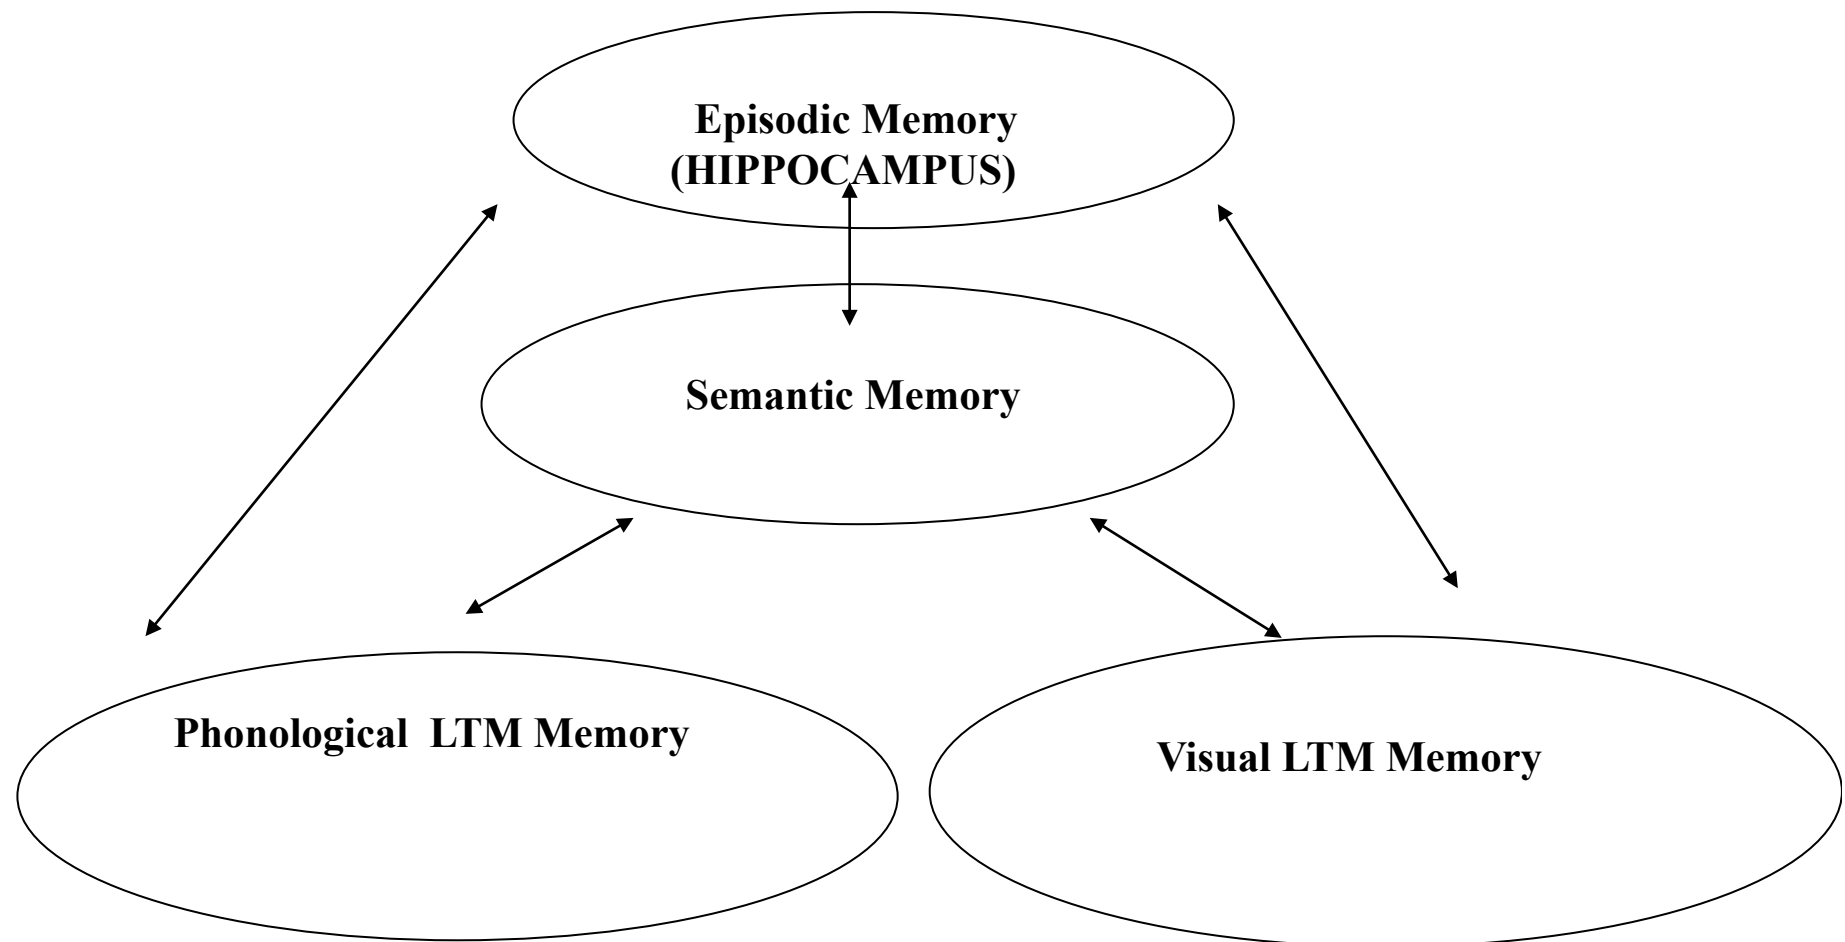 Episodic Memory
(HIPPOCAMPUS)
Semantic Memory
Phonological LTM Memory
Visual LTM Memory